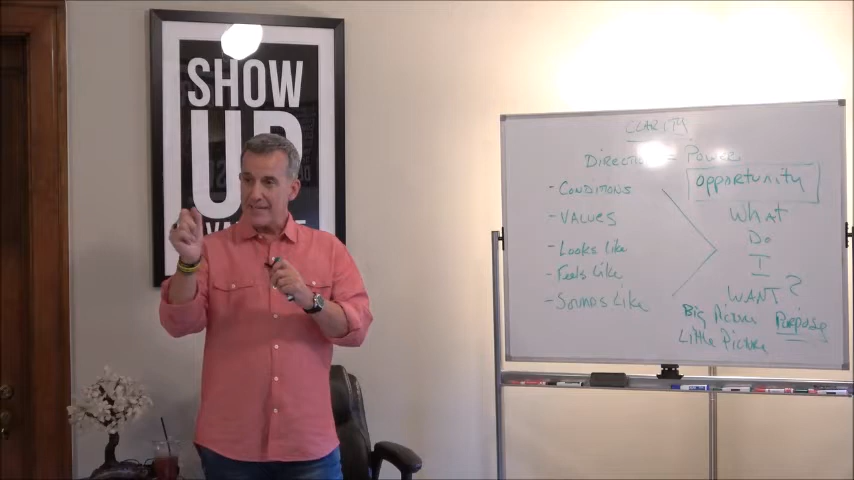 SHOW
UP
CLARITY
DIRECTION = POWER
OPPORTUNITY
- CONDITIONS
- VALUES
- Looks Like
- Feels Like
- SOUNDS LIKE
WHAT
DO
I
WANT?
BIG PICTURE PURPOSE
LITTLE PICTURE